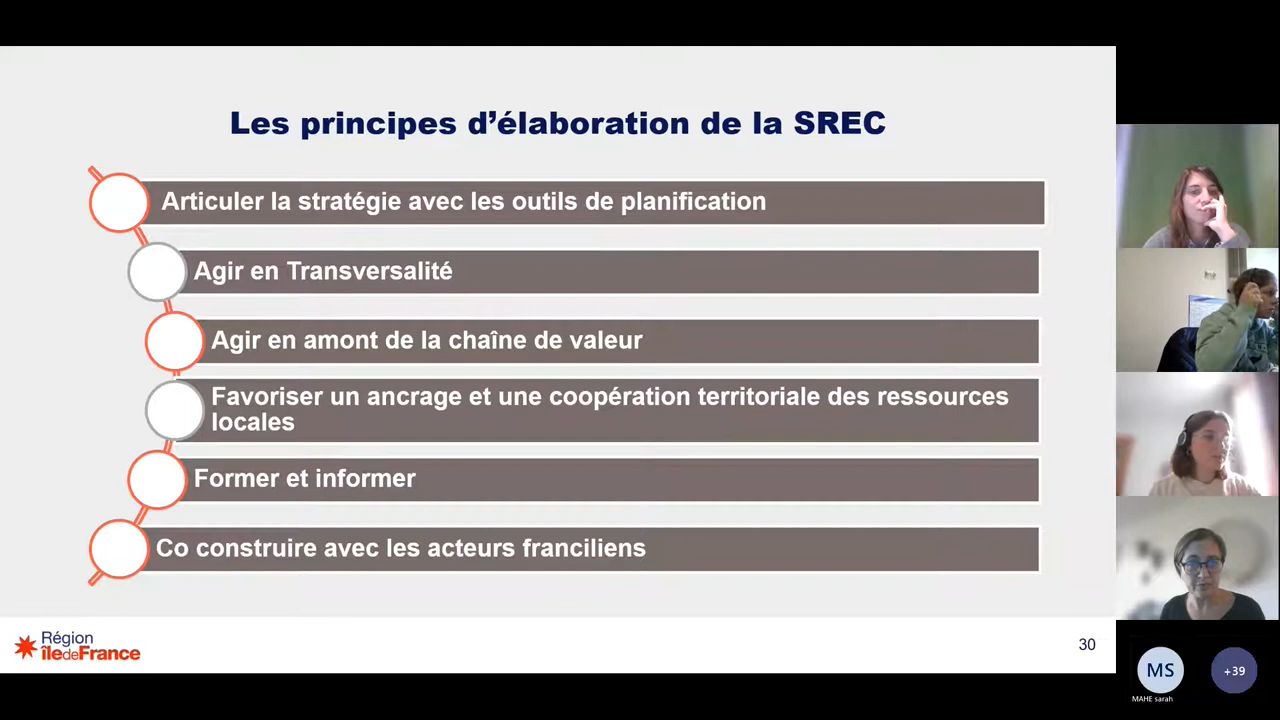 Les principes d’élaboration de la SREC
Articuler la stratégie avec les outils de planification
Agir en Transversalité
Agir en amont de la chaîne de valeur
Favoriser un ancrage et une coopération territoriale des ressources
locales
Former et informer
Co construire avec les acteurs franciliens
Région
îledeFrance
30
MS
+39
MAHE sarah